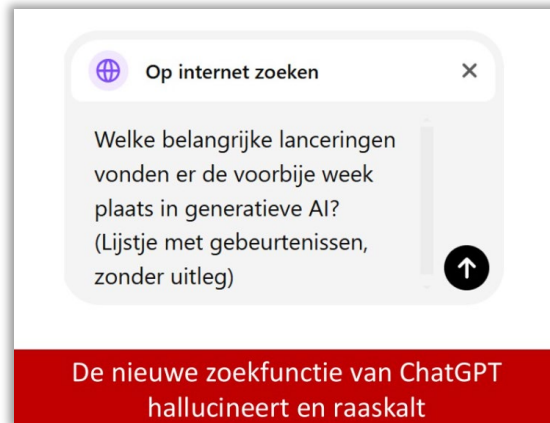 Op internet zoeken
Welke belangrijke lanceringen
vonden er de voorbije week
plaats in generatieve AI?
(Lijstje met gebeurtenissen,
zonder uitleg)
De nieuwe zoekfunctie van ChatGPT
hallucineert en raaskalt